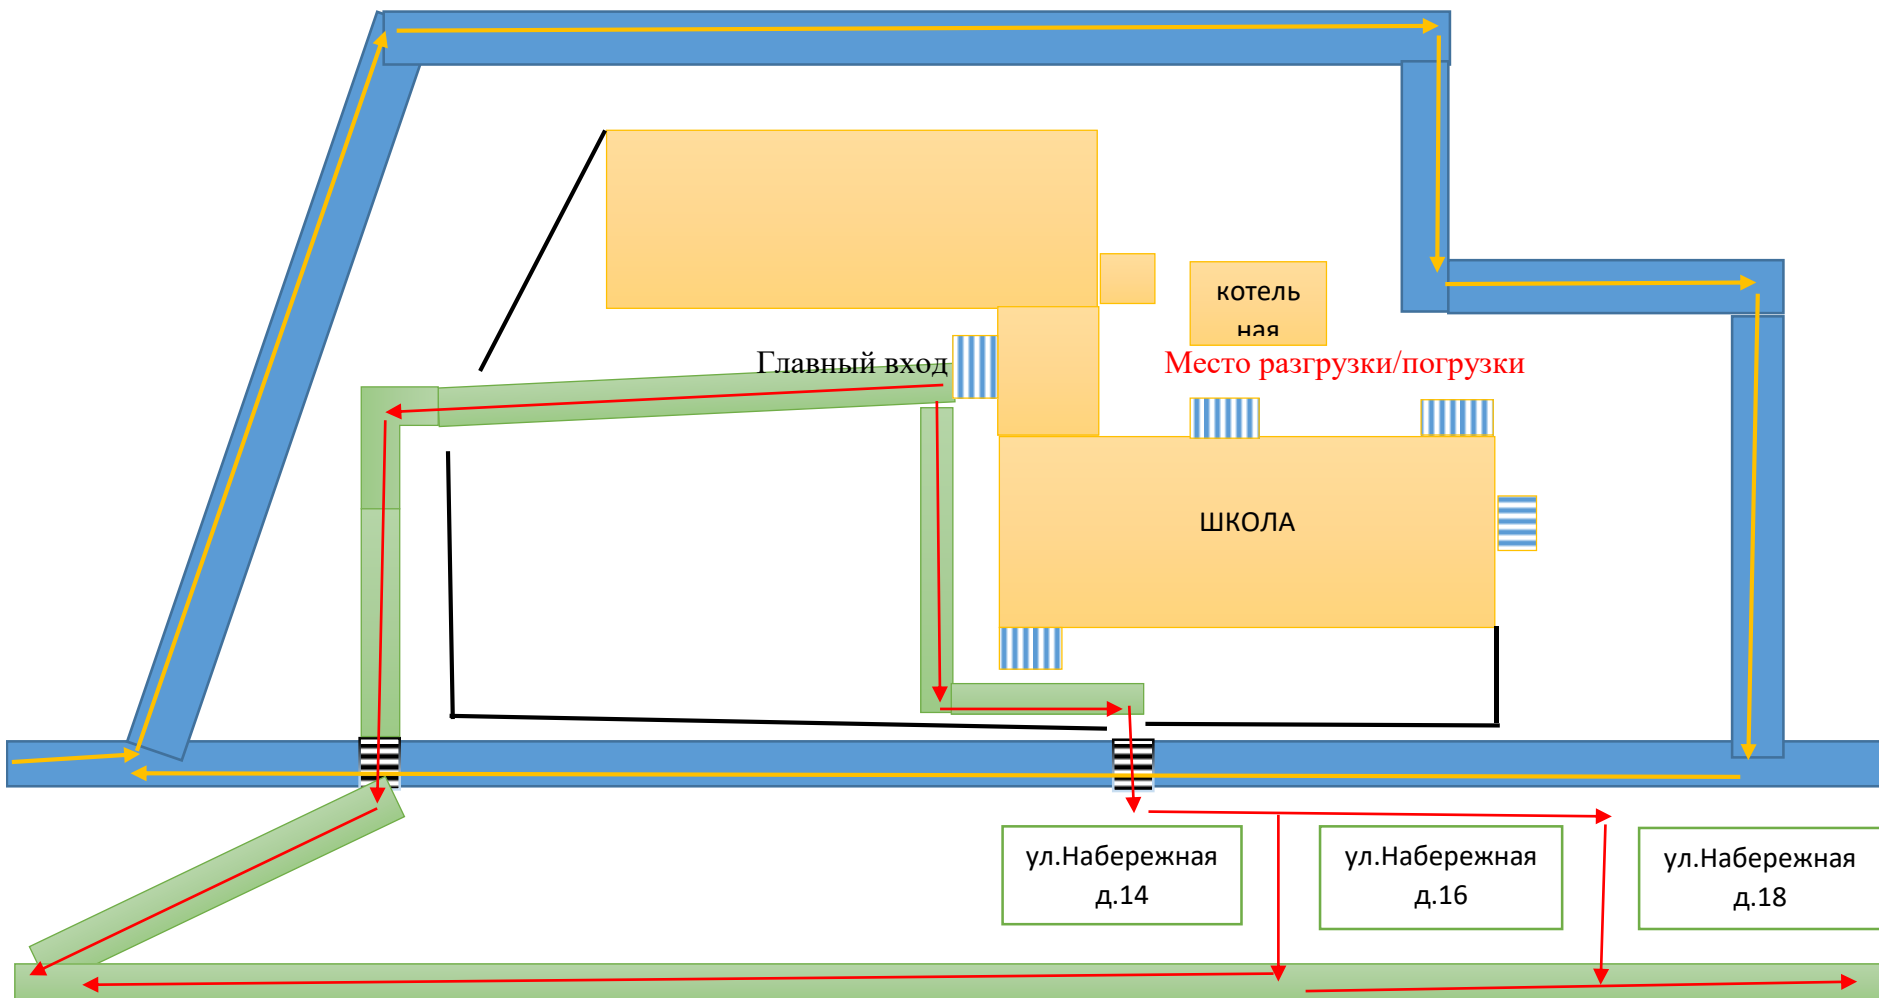 котель
ная
Главный вход
Место разгрузки/погрузки
ШКОЛА
ул.Набережная
д.14
ул.Набережная
д.16
ул.Набережная
д.18